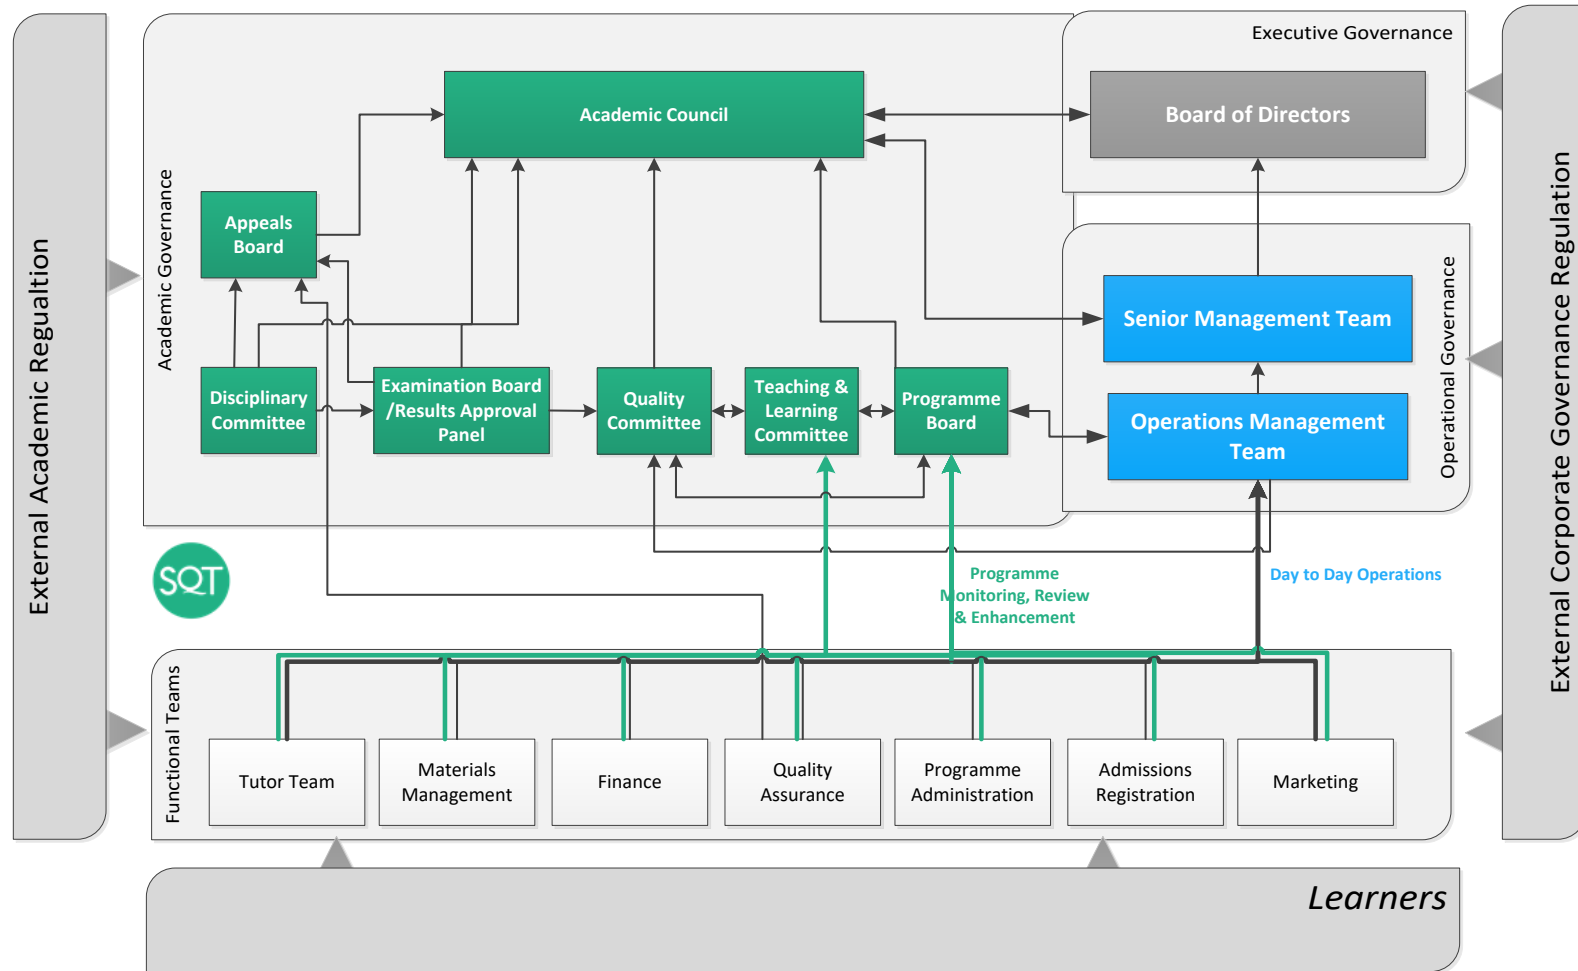 Executive Governance
Academic Council
Board of Directors
External Academic Regualtion
Academic Governance
Appeals
Board
Senior Management Team
Operational Governance
External Corporate Governance Regulation
Disciplinary
Committee
Examination Board
/Results Approval
Panel
Quality
Committee
Teaching &
Learning
Committee
Programme
Board
Operations Management
Team
SQT
Programme
Monitoring, Review
& Enhancement
Day to Day Operations
Functional Teams
Tutor Team
Materials
Management
Finance
Quality
Assurance
Programme
Administration
Admissions
Registration
Marketing
Learners